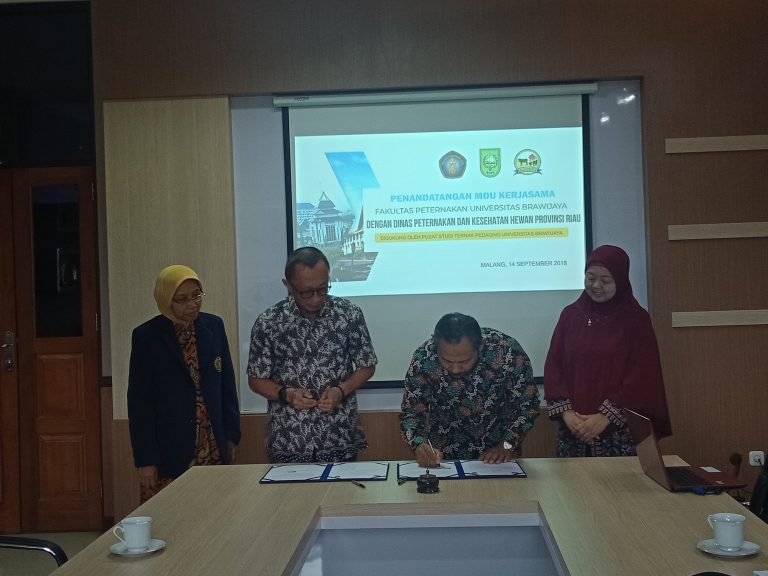 PENANDATANGAN MOU KERJASAMA
FAKULTAS PETERNAKAN UNIVERSITAS BRAWIJAYA
DENGAN DINAS PETERNAKAN DAN KESEHATAN HEWAN PROVINSI RIAU
DIDUKUNG OLEH PUSAT STUDI TERNAK PEDAGING UNIVERSITAS BRAWIJAYA
MALANG, 14 SEPTEMBER 2018